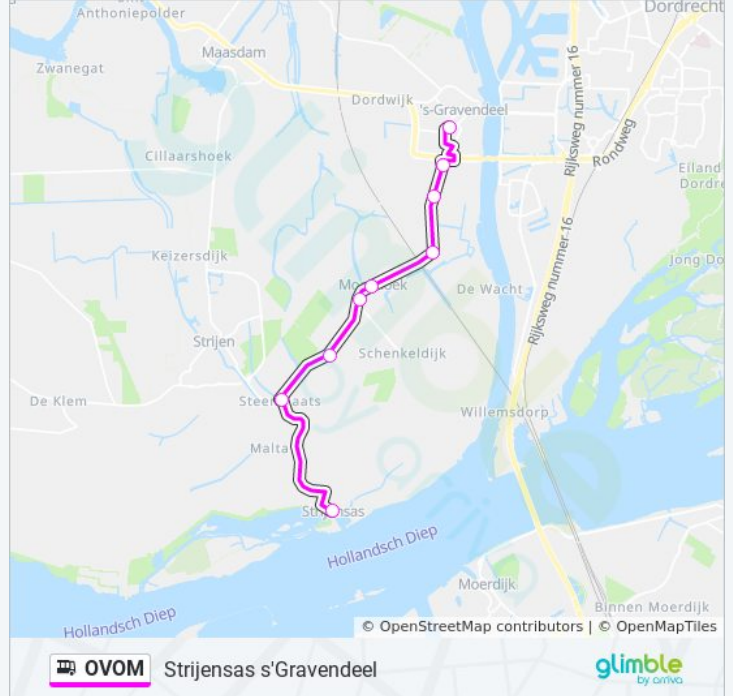 Dordrecht
Anthoniepolder
Maasdam
Zwanegat
Dordwijk
's-Gravendeel
Rijksweg nummer 16
Rondweg
Cillaarshoek
Eiland
Dordre
Keizersdijk
Jong Do
De Wacht
Rijksweg nummer 16
Strijen
Schenkeldijk
De Klem
Willemsdorp
Malta
Strijensas
Hollandsch Diep
Moerdijk
Binnen Moerdijk
Hollandsch Diep
© OpenStreetMap contributors | © OpenMapTiles
OVOM Strijensas s'Gravendeel
glimble
by arriva